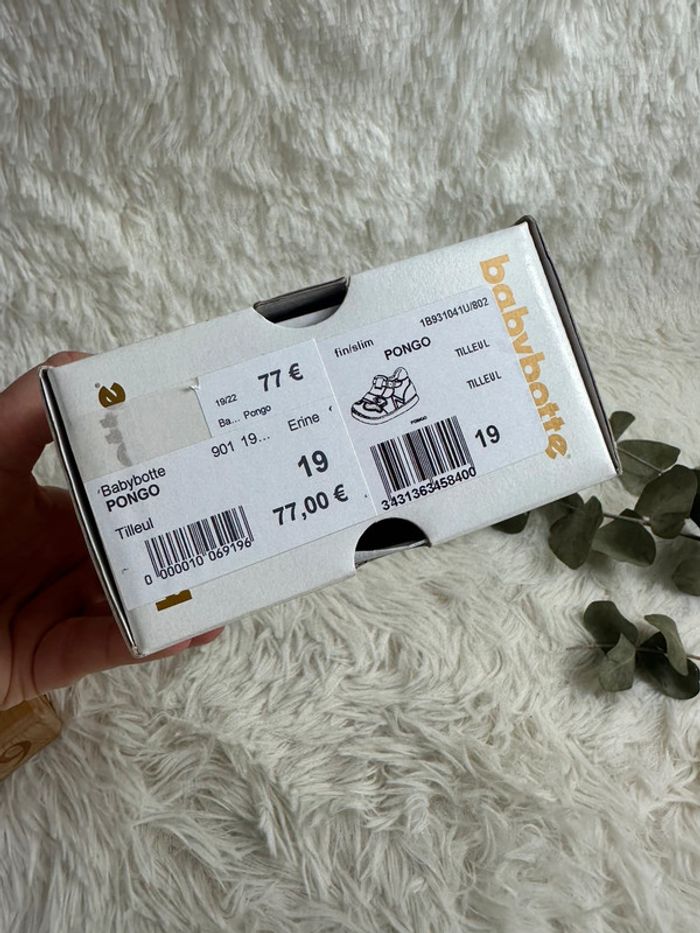 babybotte
1B931041U/802
fin/slim
PONGO
TILLEUL
TILLEUL
PONGO
19
3431363458400
77 €
19/22
Ba... Pongo
901 19...
Erine
Babybotte
PONGO
19
Tilleul
77,00 €
0 000010 069196